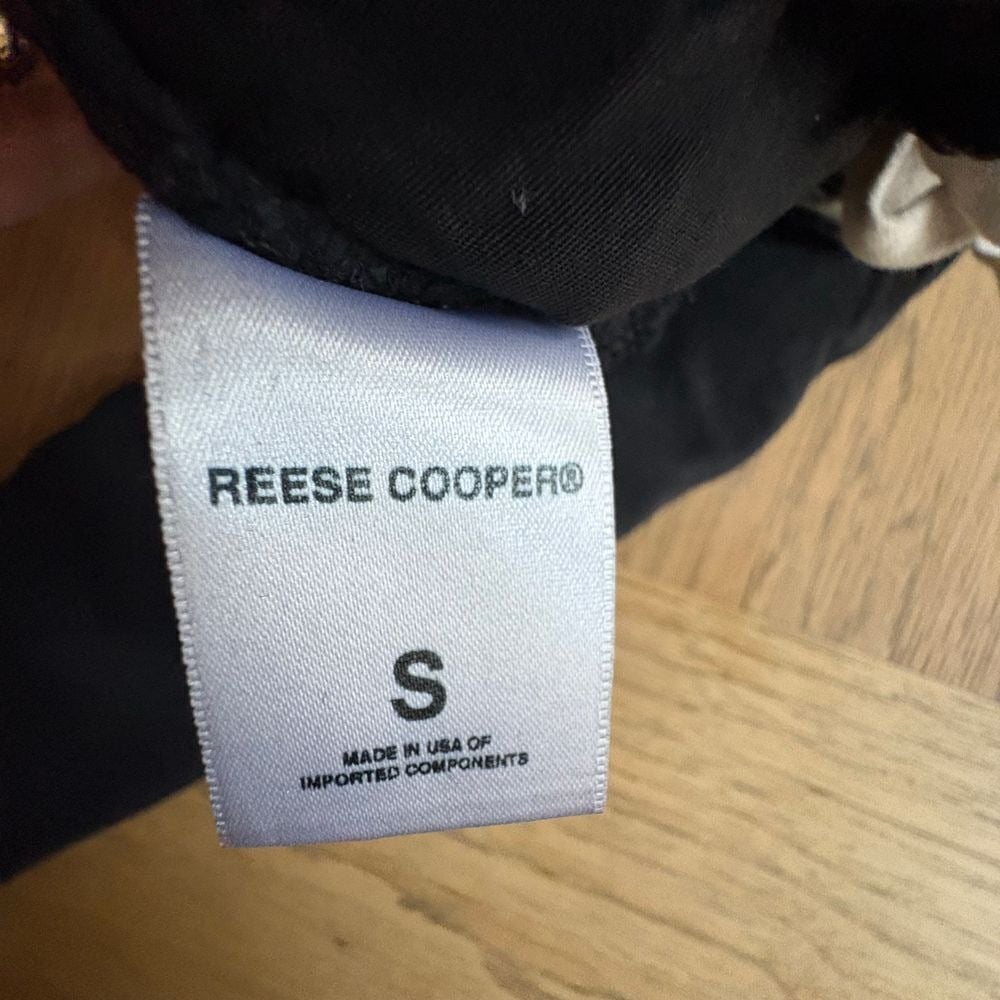 REESE COOPER®
S
MADE IN USA OF
IMPORTED COMPONENTS